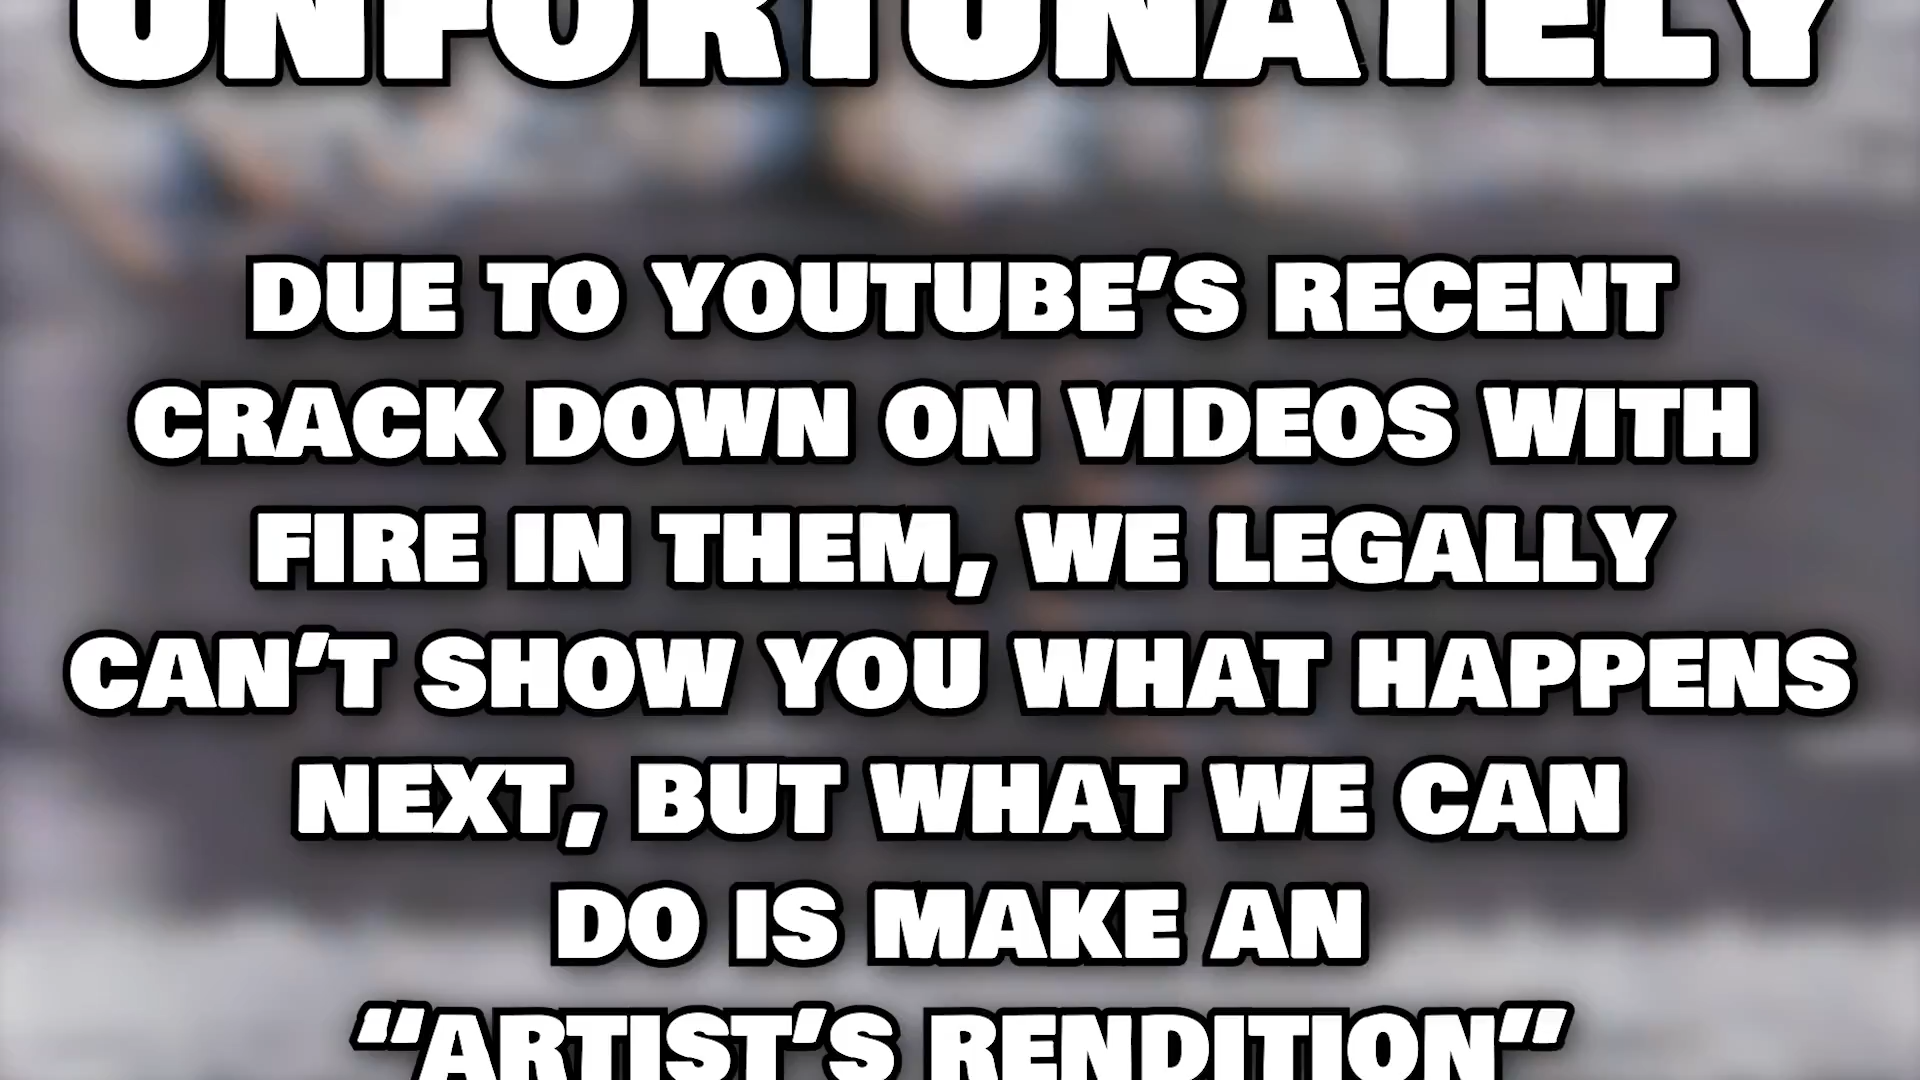 UNFORTUNATELY
DUE TO YOUTUBE'S RECENT
CRACK DOWN ON VIDEOS WITH
FIRE IN THEM, WE LEGALLY
CAN'T SHOW YOU WHAT HAPPENS
NEXT, BUT WHAT WE CAN
DO IS MAKE AN
"ARTIST'S RENDITION"